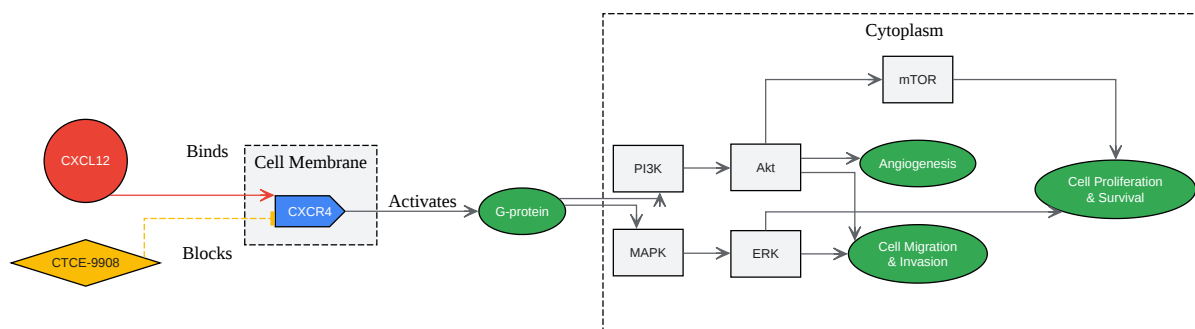 Cytoplasm
mTOR
CXCL12
Binds
Cell Membrane
PI3K
Akt
Angiogenesis
Cell Proliferation
& Survival
CXCR4
Activates
G-protein
Blocks
MAPK
ERK
Cell Migration
& Invasion
CTCE-9908